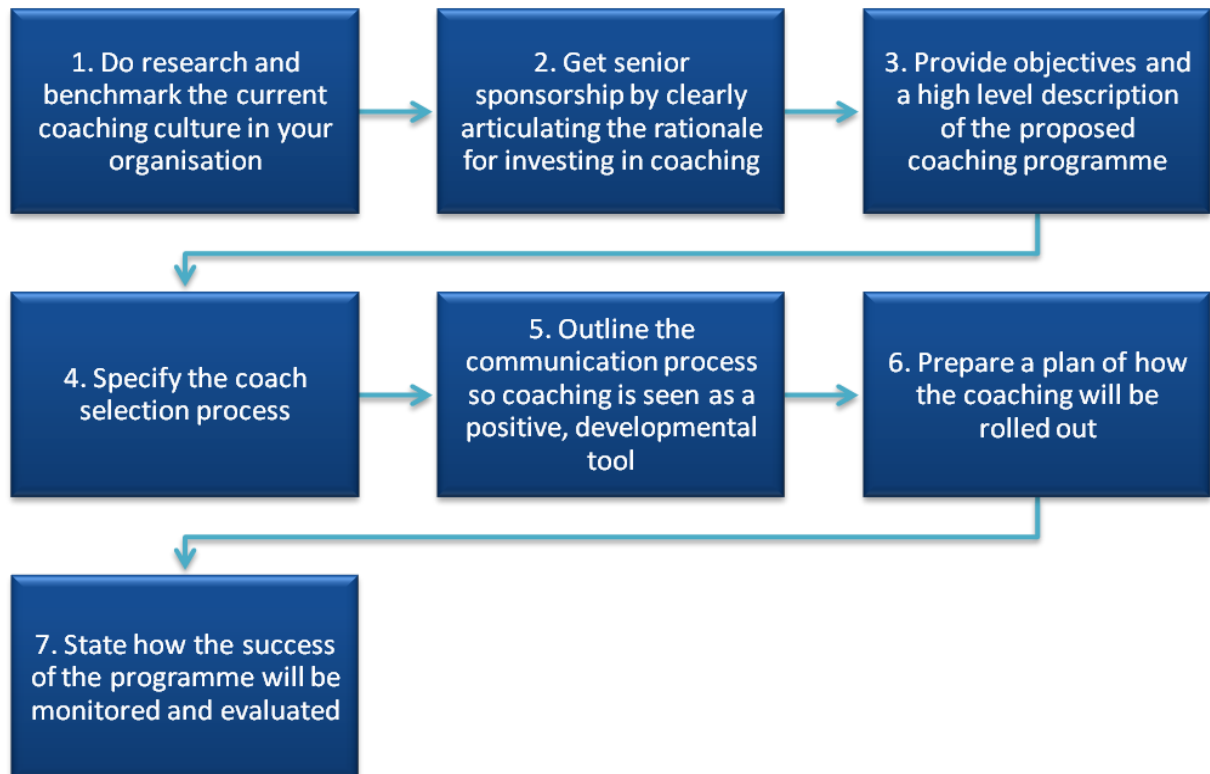 1. Do research and
benchmark the current
coaching culture in your
organisation
2. Get senior
sponsorship by clearly
articulating the rationale
for investing in coaching
3. Provide objectives and
a high level description
of the proposed
coaching programme
4. Specify the coach
selection process
5. Outline the
communication process
so coaching is seen as a
positive, developmental
tool
6. Prepare a plan of how
the coaching will be
rolled out
7. State how the success
of the programme will be
monitored and evaluated